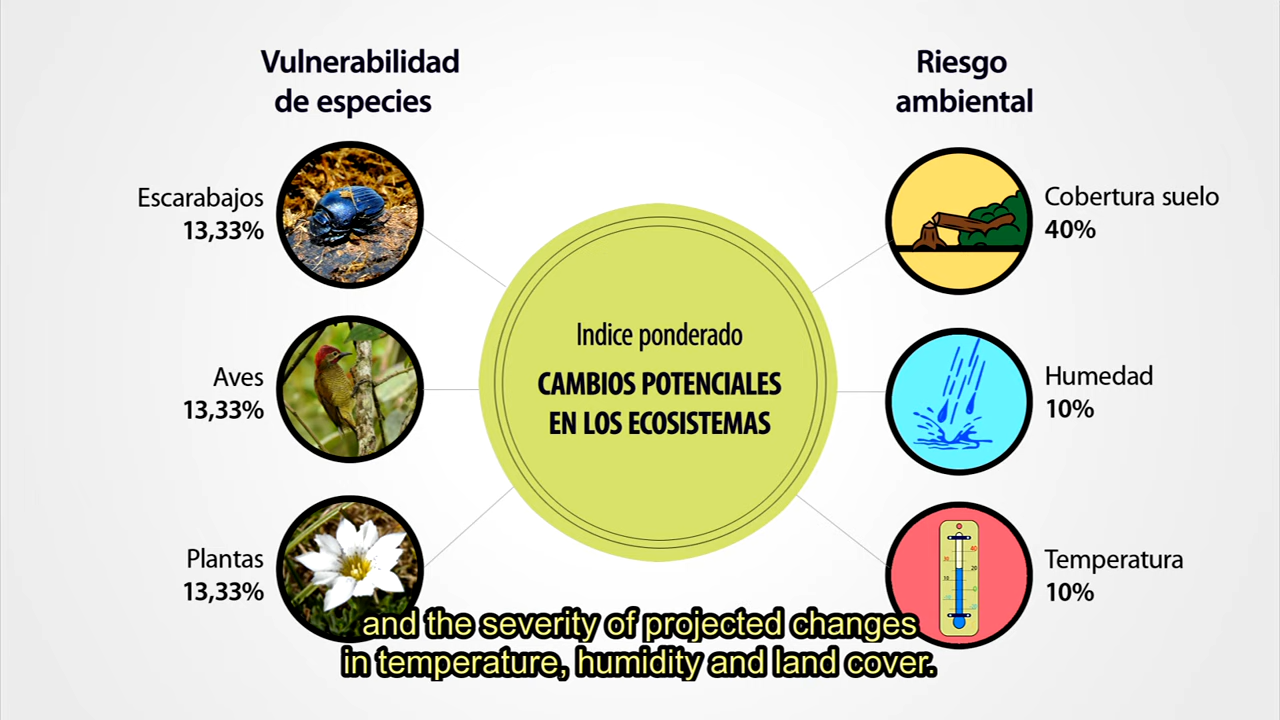 Vulnerabilidad
de especies
Escarabajos
13,33%
Aves
13,33%
Plantas
13,33%
Indice ponderado
CAMBIOS POTENCIALES
EN LOS ECOSISTEMAS
Riesgo
ambiental
Cobertura suelo
40%
Humedad
10%
Temperatura
10%
and the severity of projected changes
in temperature, humidity and land cover.